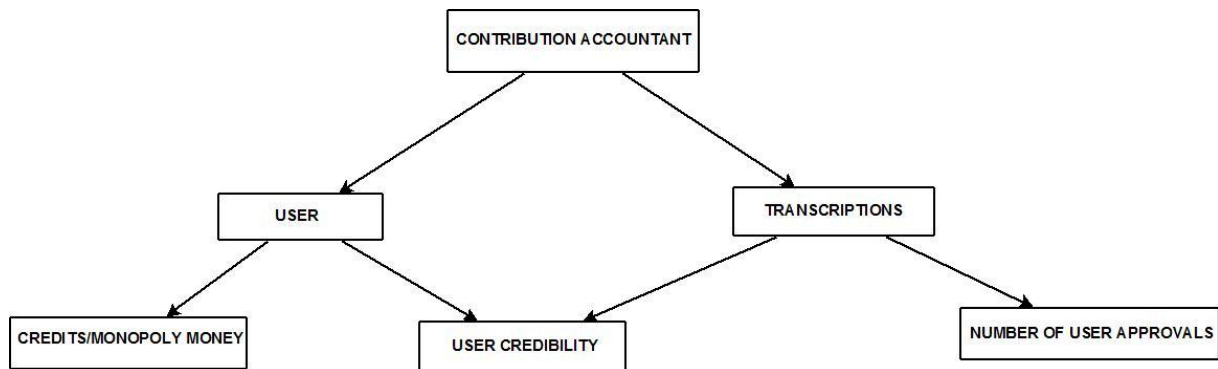 CONTRIBUTION ACCOUNTANT
USER
TRANSCRIPTIONS
CREDITS/MONOPOLY MONEY
USER CREDIBILITY
NUMBER OF USER APPROVALS